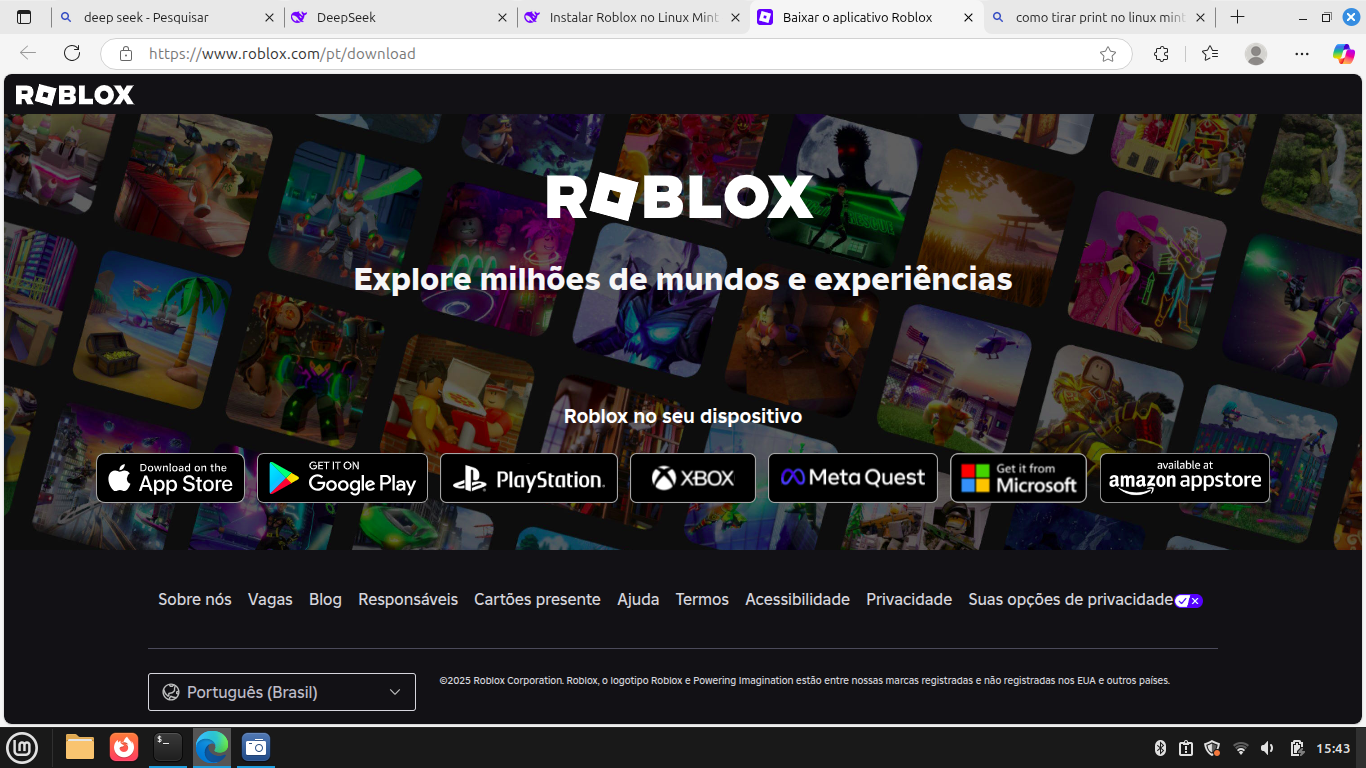 deep seek - Pesquisar
DeepSeek
Instalar Roblox no Linux Mint
Baixar o aplicativo Roblox
como tirar print no linux mint
https://www.roblox.com/pt/download
ROBLOX
ROBLOX
Explore milhões de mundos e experiências
Roblox no seu dispositivo
Download on the
App Store
GET IT ON
Google Play
PlayStation.
XBOX
Meta Quest
Get it from
Microsoft
available at
amazon appstore
Sobre nós Vagas Blog Responsáveis Cartões presente Ajuda Termos Acessibilidade Privacidade Suas opções de privacidade
Português (Brasil)
©2025 Roblox Corporation. Roblox, o logotipo Roblox e Powering Imagination estão entre nossas marcas registradas e não registradas nos EUA e outros países.
15:43